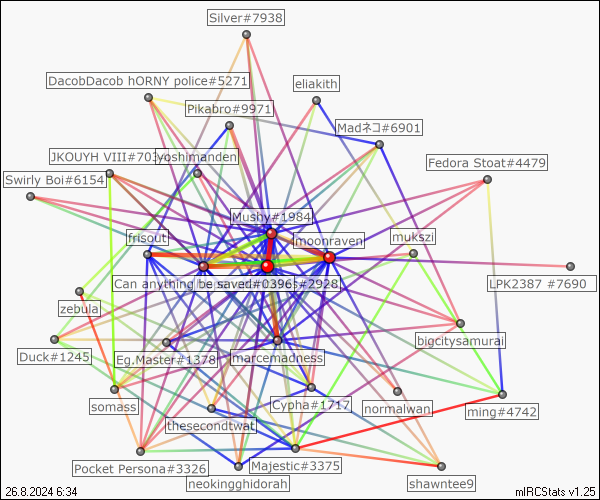 Silver#7938
DacobDacob hORNY police#5271
eliakith
Pikabro#9971
Madネコ#6901
JKOUYH VIII#70
yoshimanden
Fedora Stoat#4479
Swirly Boi#6154
Mushy#1984
frisout
moonraven
mukszi
Can anything be saved#0396
s#2928
LPK2387 #7690
zebula
bigcitysamurai
Duck#1245
Eg.Master#1378
marcemadness
somass
Cypha#1717
normalwan
ming#4742
thesecondtwat
Pocket Persona#3326
Majestic#3375
neokingghidorah
shawntee9
26.8.2024 6:34
mIRCStats v1.25